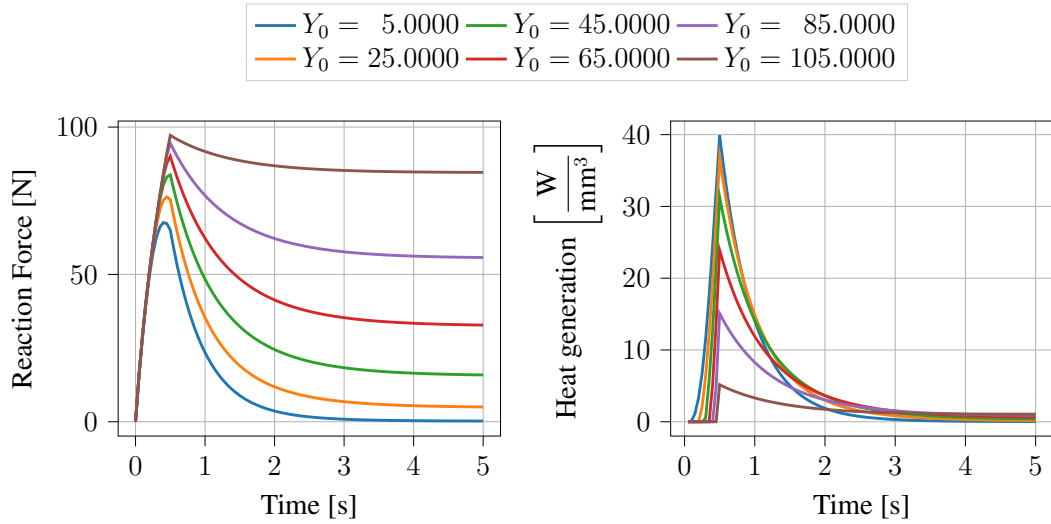 Y₀ = 5.0000 Y₀ = 45.0000 Y₀ = 85.0000
Y₀ = 25.0000 Y₀ = 65.0000 Y₀ = 105.0000
Reaction Force [N]
100
50
0
0 1 2 3 4 5
Time [s]
Heat generation [W/mm³]
40
30
20
10
0
0 1 2 3 4 5
Time [s]